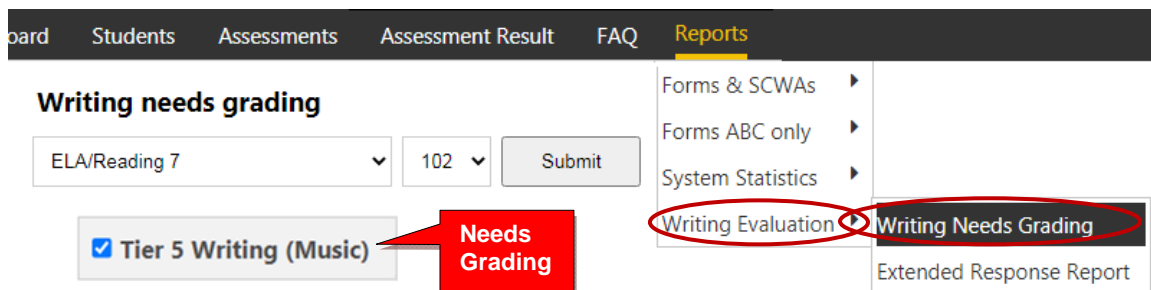 oard Students Assessments Assessment Result FAQ Reports
Writing needs grading
ELA/Reading 7 102 Submit
Tier 5 Writing (Music)
Needs
Grading
Forms & SCWAs
Forms ABC only
System Statistics
Writing Evaluation
Writing Needs Grading
Extended Response Report